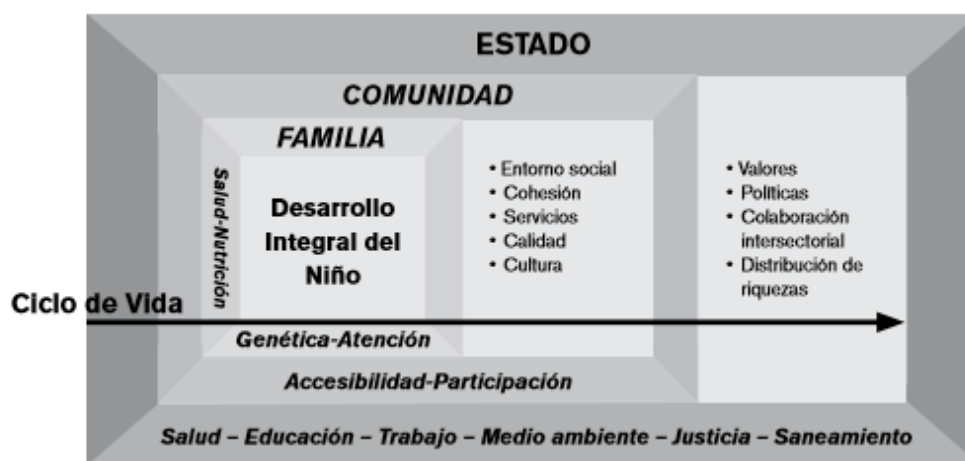 ESTADO
COMUNIDAD
FAMILIA
Salud-Nutrición
Desarrollo
Integral del
Niño
• Entorno social
• Cohesión
• Servicios
• Calidad
• Cultura
• Valores
• Políticas
• Colaboración
intersectorial
• Distribución de
riquezas
Ciclo de Vida
Genética-Atención
Accesibilidad-Participación
Salud – Educación – Trabajo – Medio ambiente – Justicia – Saneamiento